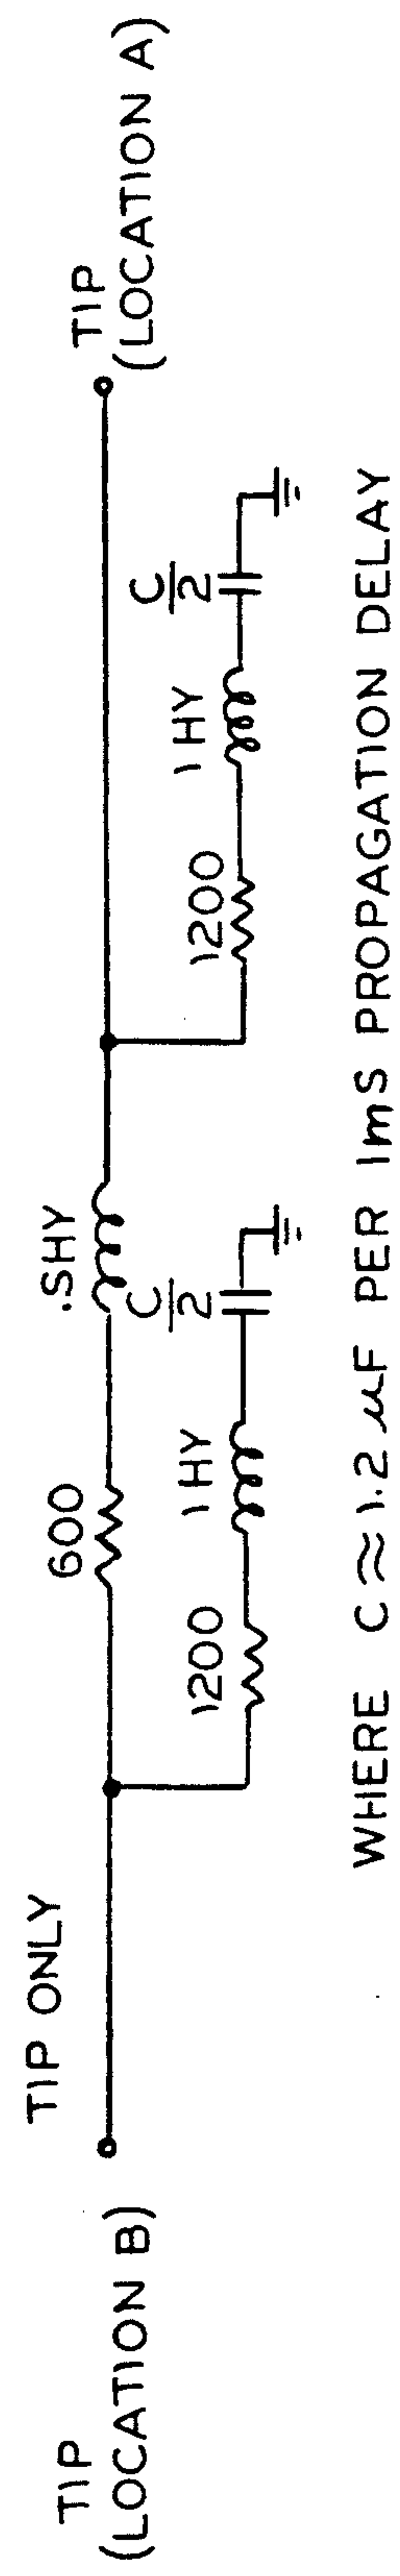 TIP ONLY
TIP
(LOCATION B)
600
.5HY
TIP
(LOCATION A)
1200
1 HY
C
2
1200
1 HY
C
2
WHERE C ≈ 1.2 µF PER 1mS PROPAGATION DELAY